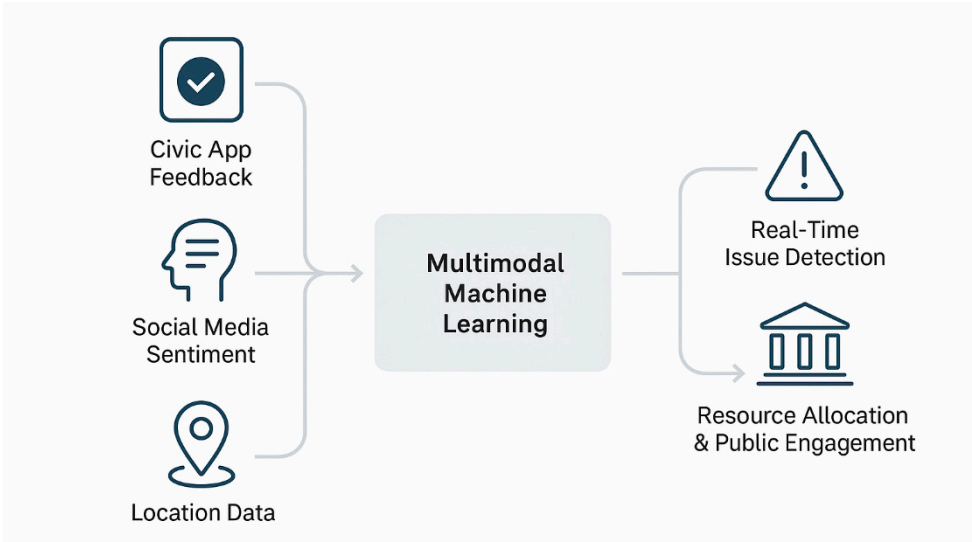 Civic App
Feedback
Social Media
Sentiment
Location Data
Multimodal
Machine
Learning
Real-Time
Issue Detection
Resource Allocation
& Public Engagement